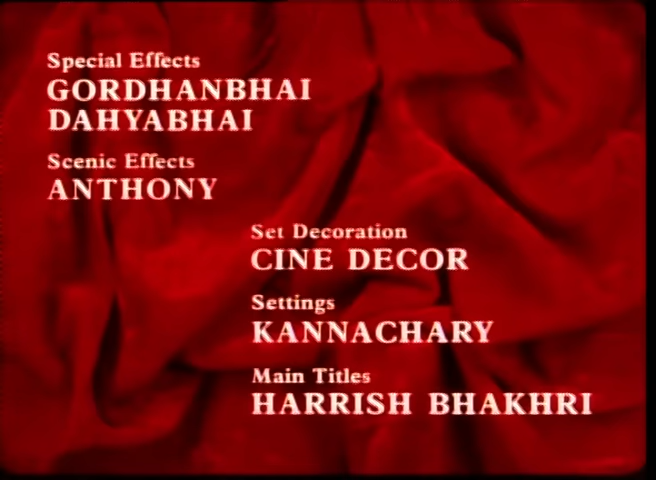 Special Effects
GORDHANBHAI
DAHYABHAI
Scenic Effects
ANTHONY
Set Decoration
CINE DECOR
Settings
KANNACHARY
Main Titles
HARRISH BHAKHRI